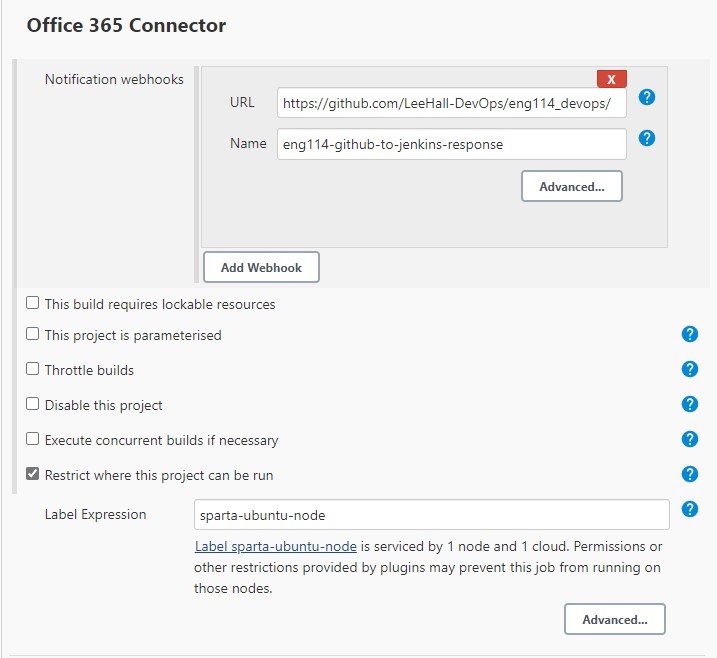 Office 365 Connector
Notification webhooks
X
URL
https://github.com/LeeHall-DevOps/eng114_devops/
?
Name
eng114-github-to-jenkins-response
?
Advanced...
Add Webhook
This build requires lockable resources
This project is parameterised
?
Throttle builds
?
Disable this project
?
Execute concurrent builds if necessary
?
Restrict where this project can be run
?
Label Expression
sparta-ubuntu-node
?
Label sparta-ubuntu-node is serviced by 1 node and 1 cloud. Permissions or
other restrictions provided by plugins may prevent this job from running on
those nodes.
Advanced...